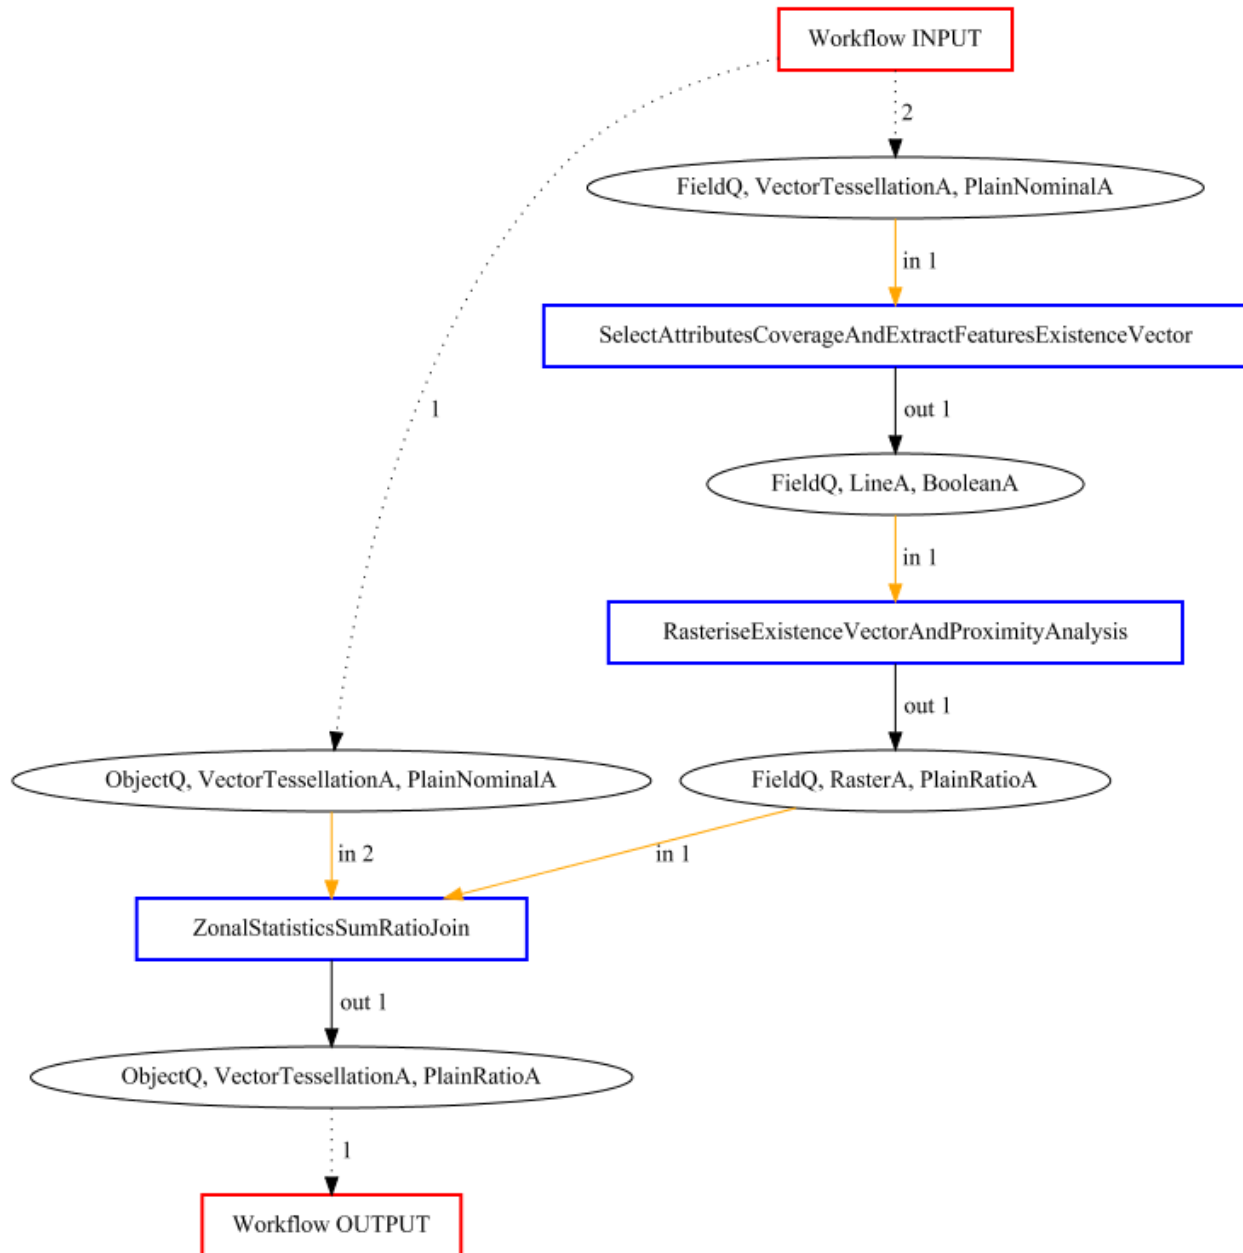 Workflow INPUT
2
FieldQ, VectorTessellationA, PlainNominalA
in 1
SelectAttributesCoverageAndExtractFeaturesExistenceVector
1
out 1
FieldQ, LineA, BooleanA
in 1
RasteriseExistenceVectorAndProximityAnalysis
out 1
ObjectQ, VectorTessellationA, PlainNominalA
FieldQ, RasterA, PlainRatioA
in 2
in 1
ZonalStatisticsSumRatioJoin
out 1
ObjectQ, VectorTessellationA, PlainRatioA
1
Workflow OUTPUT